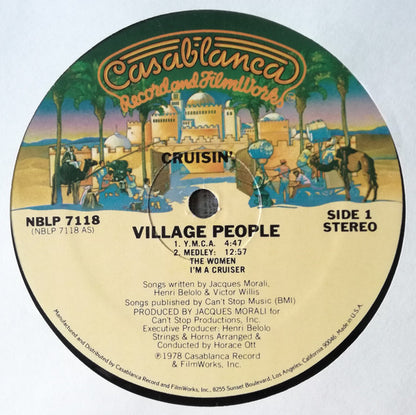 Casablanca
Record and FilmWorks
CRUISIN'
NBLP 7118
(NBLP 7118 AS)
SIDE 1
STEREO
VILLAGE PEOPLE
1. Y.M.C.A. 4:47
2. MEDLEY: 12:57
THE WOMEN
I'M A CRUISER
Songs written by Jacques Morali,
Henri Belolo & Victor Willis
Songs published by Can't Stop Music (BMI)
PRODUCED BY JACQUES MORALI for
Can't Stop Productions, Inc.
Executive Producer: Henri Belolo
Strings & Horns Arranged &
Conducted by Horace Ott
℗1978 Casablanca Record
& FilmWorks, Inc.
Manufactured and Distributed by Casablanca Record and FilmWorks, Inc., 8255 Sunset Boulevard, Los Angeles, California 90046. Made in U.S.A.